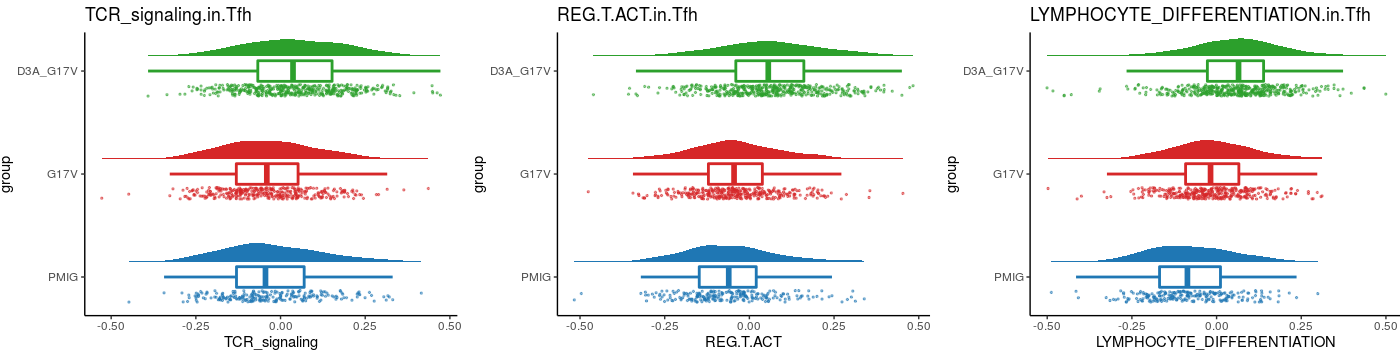 TCR_signaling.in.Tfh
group
D3A_G17V
G17V
PMIG
-0.50 -0.25 0.00 0.25 0.50
TCR_signaling
REG.T.ACT.in.Tfh
group
D3A_G17V
G17V
PMIG
-0.50 -0.25 0.00 0.25 0.50
REG.T.ACT
LYMPHOCYTE_DIFFERENTIATION.in.Tfh
group
D3A_G17V
G17V
PMIG
-0.50 -0.25 0.00 0.25 0.50
LYMPHOCYTE_DIFFERENTIATION